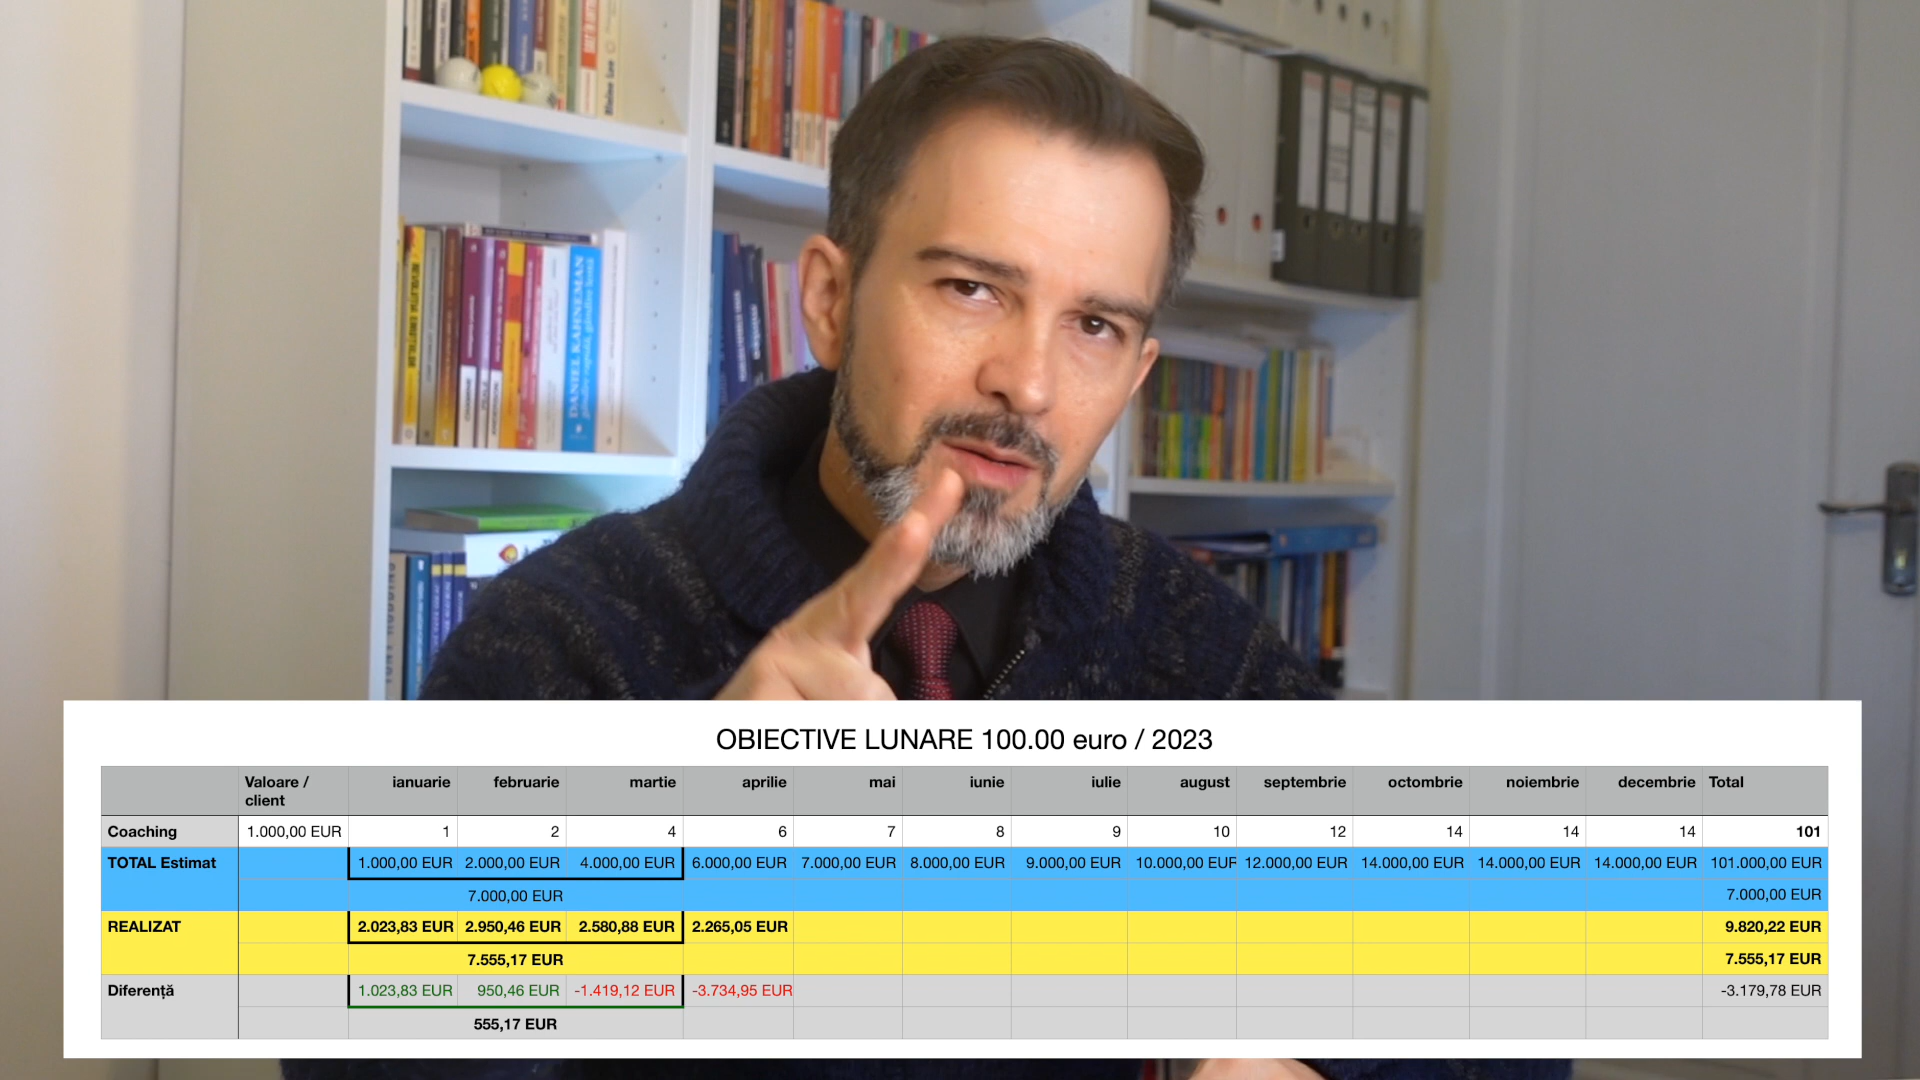 Blaine Lee
DANIEL KAHNEMAN
OBIECTIVE LUNARE 100.00 euro / 2023
Valoare / client ianuarie februarie martie aprilie mai iunie iulie august septembrie octombrie noiembrie decembrie Total
Coaching 1.000,00 EUR 1 2 4 6 7 8 9 10 12 14 14 14 101
TOTAL Estimat 1.000,00 EUR 2.000,00 EUR 4.000,00 EUR 6.000,00 EUR 7.000,00 EUR 8.000,00 EUR 9.000,00 EUR 10.000,00 EUR 12.000,00 EUR 14.000,00 EUR 14.000,00 EUR 14.000,00 EUR 101.000,00 EUR
7.000,00 EUR 7.000,00 EUR
REALIZAT 2.023,83 EUR 2.950,46 EUR 2.580,88 EUR 2.265,05 EUR 9.820,22 EUR
7.555,17 EUR 7.555,17 EUR
Diferență 1.023,83 EUR 950,46 EUR -1.419,12 EUR -3.734,95 EUR -3.179,78 EUR
555,17 EUR